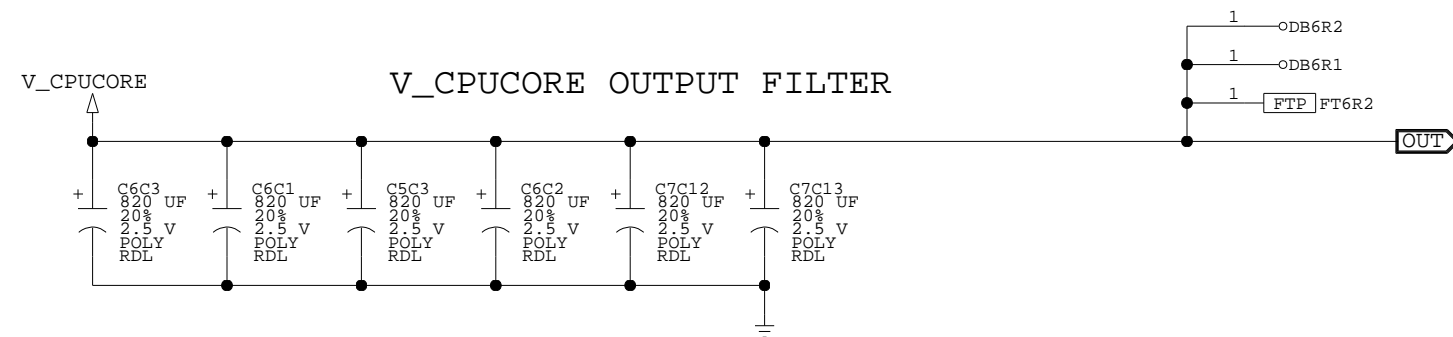 1
DB6R2
1
DB6R1
V_CPUCORE
V_CPUCORE OUTPUT FILTER
1
FTP
FT6R2
OUT
+
C6C3
820 UF
20%
2.5 V
POLY
RDL
+
C6C1
820 UF
20%
2.5 V
POLY
RDL
+
C5C3
820 UF
20%
2.5 V
POLY
RDL
+
C6C2
820 UF
20%
2.5 V
POLY
RDL
+
C7C12
820 UF
20%
2.5 V
POLY
RDL
+
C7C13
820 UF
20%
2.5 V
POLY
RDL